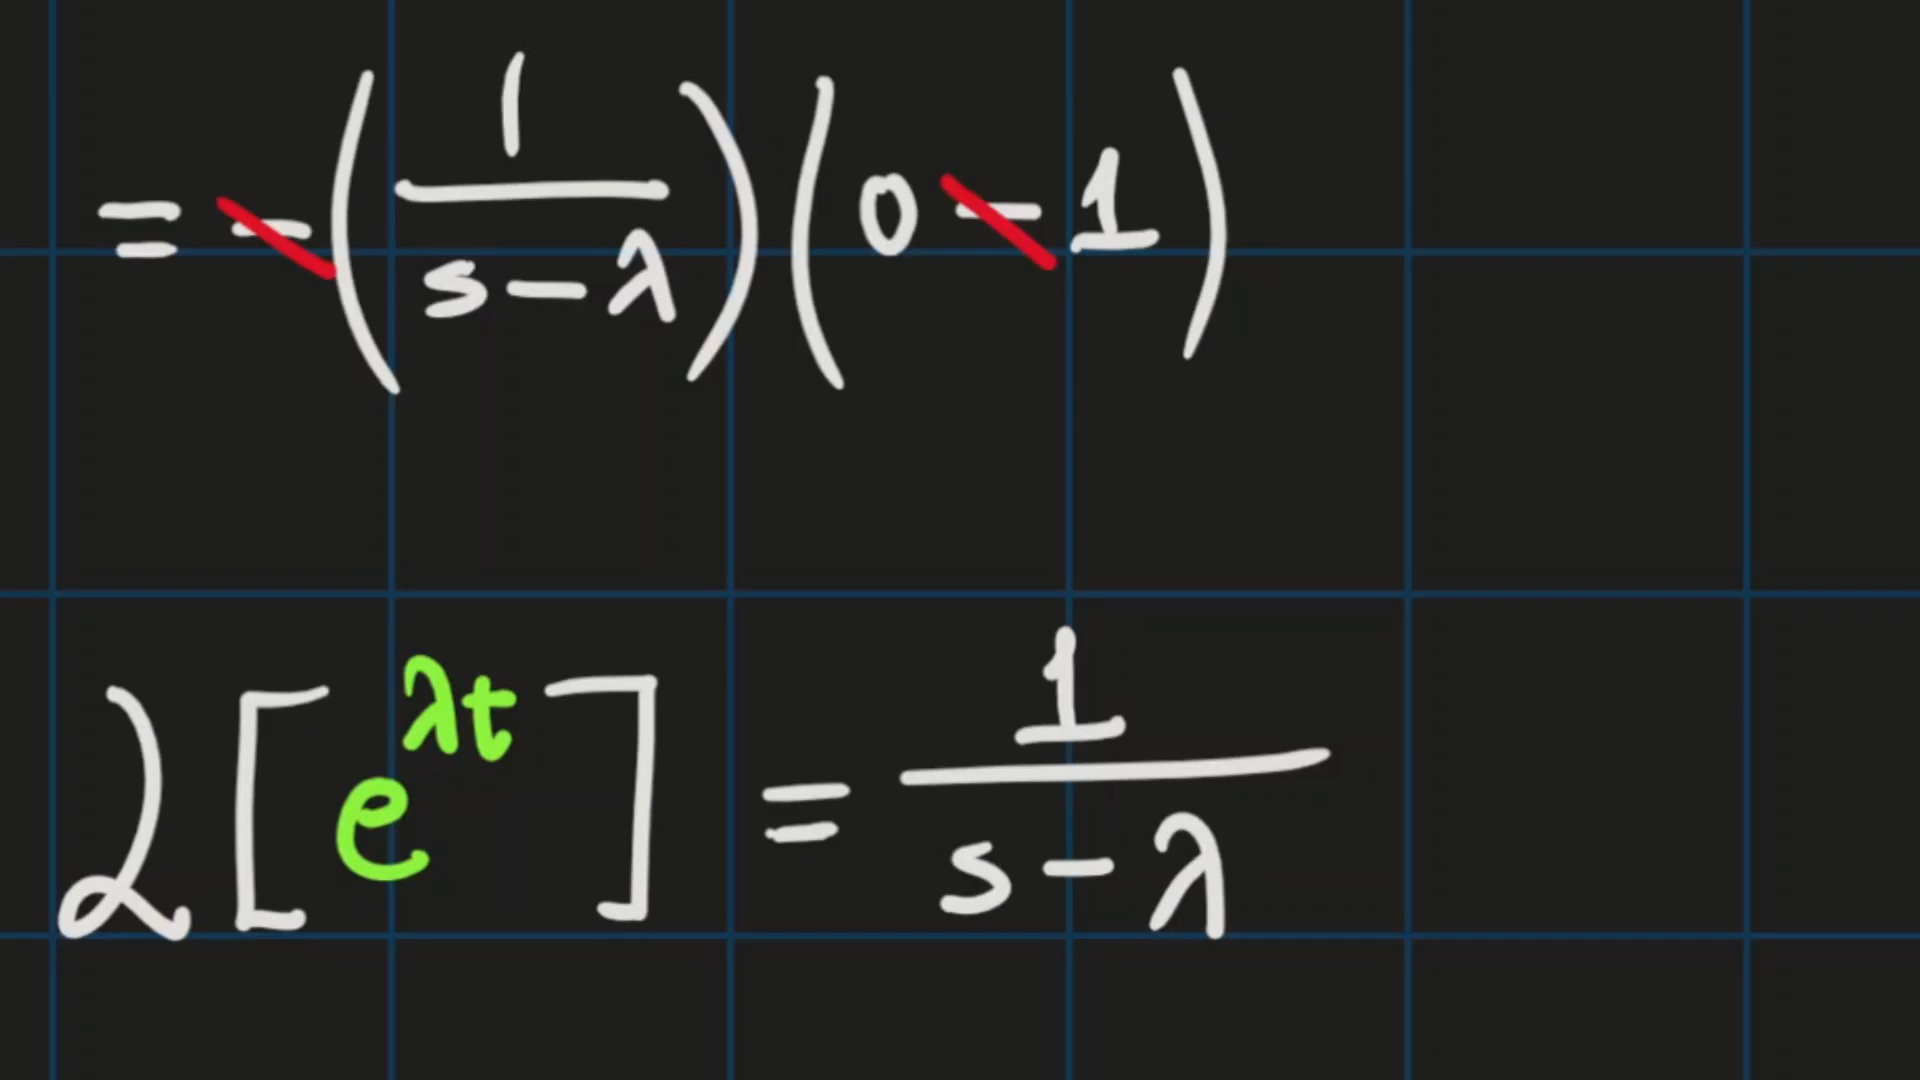 = -(1/(s-λ))(0-1)
ℒ[e^{λt}] = 1/(s-λ)